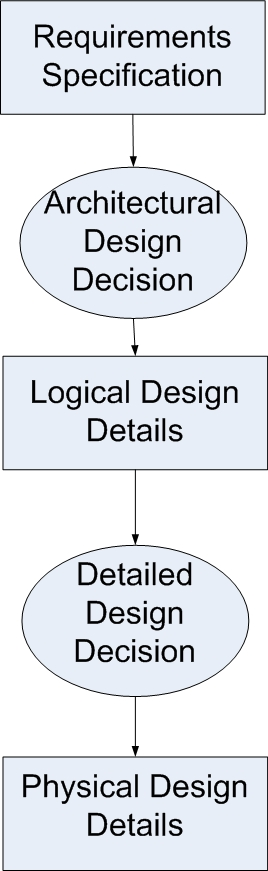 Requirements
Specification
Architectural
Design
Decision
Logical Design
Details
Detailed
Design
Decision
Physical Design
Details